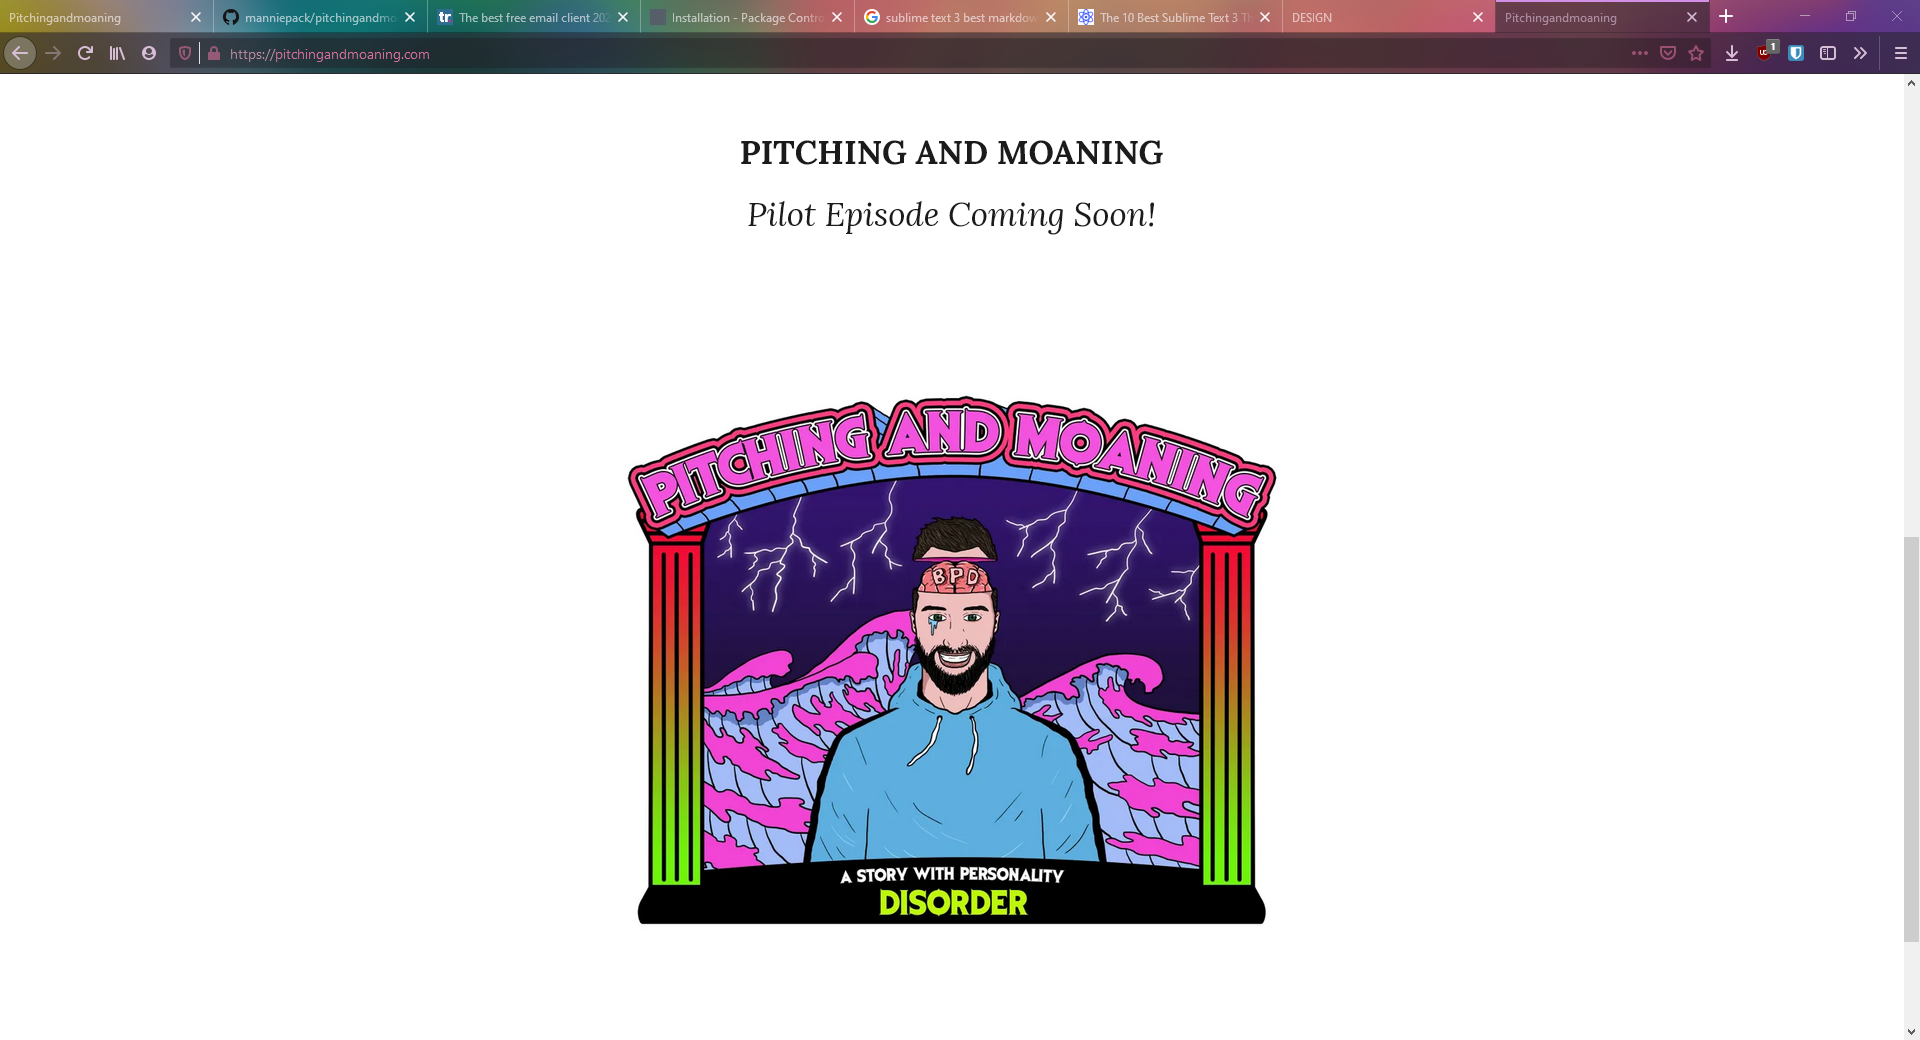 Pitchingandmoaning
manniepack/pitchingandmo
The best free email client 202
Installation - Package Contro
sublime text 3 best markdow
The 10 Best Sublime Text 3 Th
DESIGN
Pitchingandmoaning
https://pitchingandmoaning.com
1
PITCHING AND MOANING
Pilot Episode Coming Soon!
PITCHING AND MOANING
BPD
A STORY WITH PERSONALITY
DISORDER